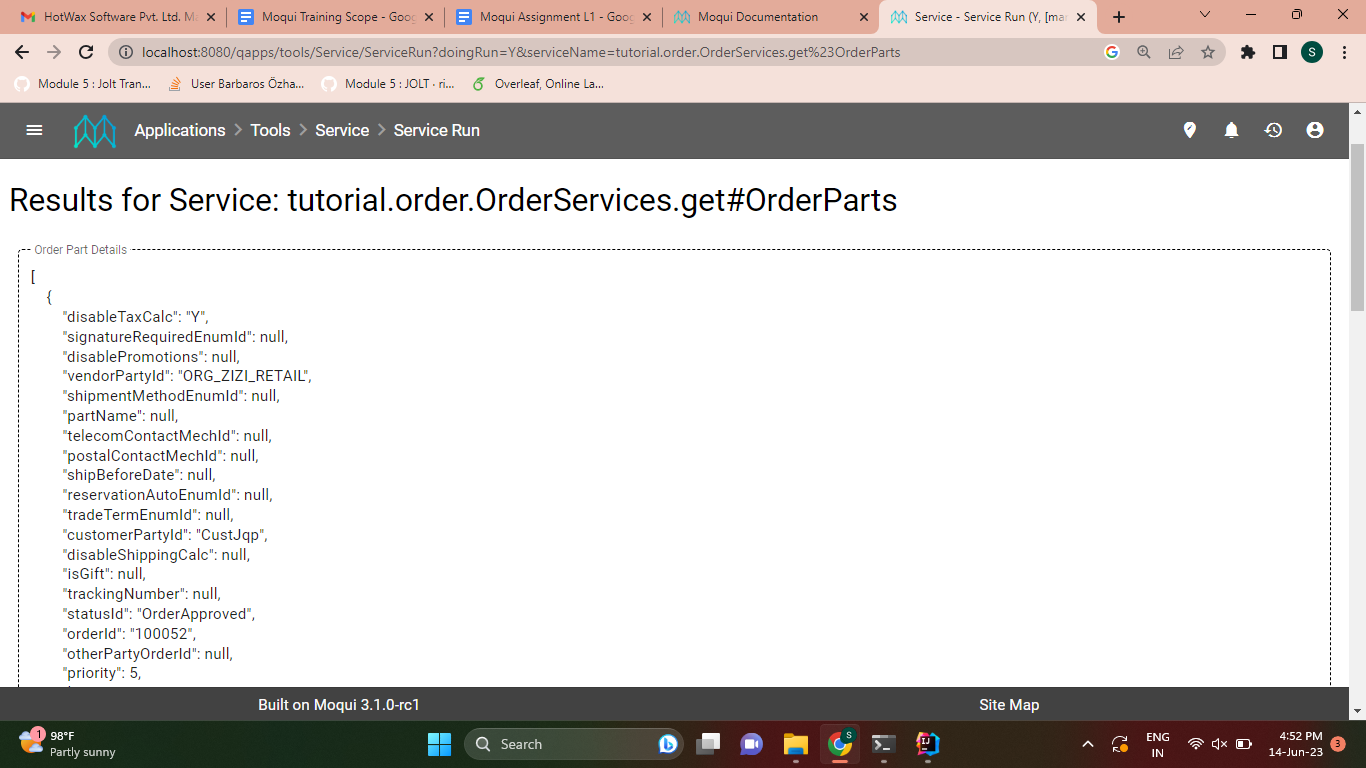 HotWax Software Pvt. Ltd. M
Moqui Training Scope - Goog
Moqui Assignment L1 - Goog
Moqui Documentation
Service - Service Run (Y, [ma
localhost:8080/qapps/tools/Service/ServiceRun?doingRun=Y&serviceName=tutorial.order.OrderServices.get%23OrderParts
S
Module 5 : Jolt Tran...
User Barbaros Özha...
Module 5 : JOLT · ri...
Overleaf, Online La...
Applications > Tools > Service > Service Run
Results for Service: tutorial.order.OrderServices.get#OrderParts
Order Part Details
[
{
"disableTaxCalc": "Y",
"signatureRequiredEnumId": null,
"disablePromotions": null,
"vendorPartyId": "ORG_ZIZI_RETAIL",
"shipmentMethodEnumId": null,
"partName": null,
"telecomContactMechId": null,
"postalContactMechId": null,
"shipBeforeDate": null,
"reservationAutoEnumId": null,
"tradeTermEnumId": null,
"customerPartyId": "CustJqp",
"disableShippingCalc": null,
"isGift": null,
"trackingNumber": null,
"statusId": "OrderApproved",
"orderId": "100052",
"otherPartyOrderId": null,
"priority": 5,
Built on Moqui 3.1.0-rc1
Site Map
1
98°F
Partly sunny
Search
S
ENG
IN
4:52 PM
14-Jun-23
3